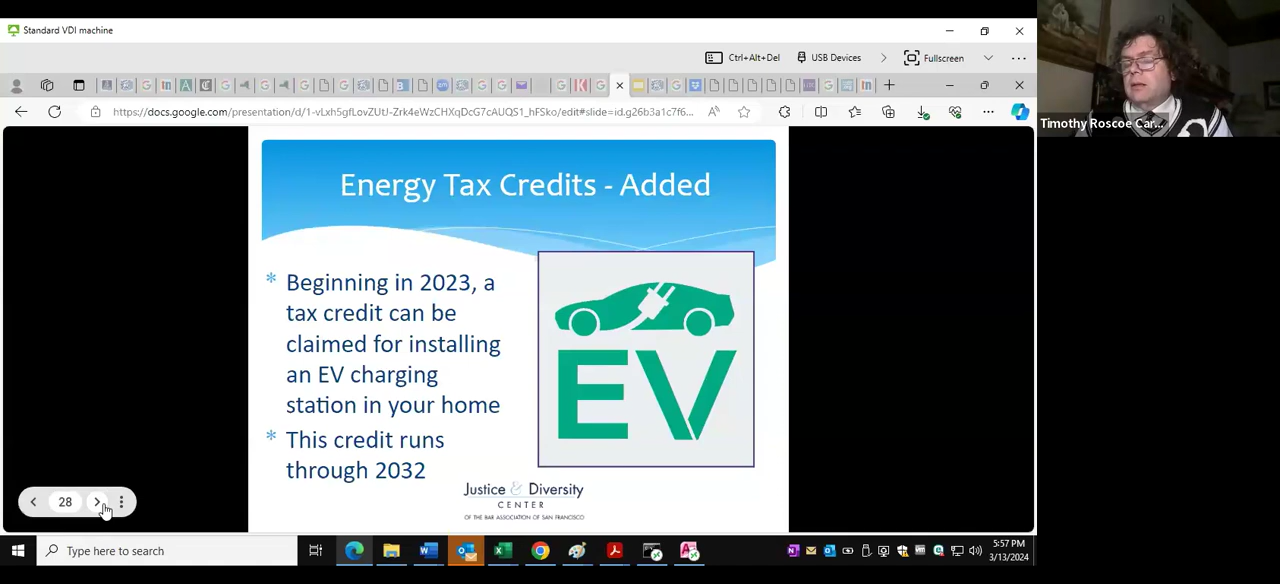 Standard VDI machine
Ctrl+Alt+Del
USB Devices
Fullscreen
Timothy Roscoe Car...
Energy Tax Credits - Added
* Beginning in 2023, a
tax credit can be
claimed for installing
an EV charging
station in your home
* This credit runs
through 2032
EV
Justice & Diversity
CENTER
OF THE BAR ASSOCIATION OF SAN FRANCISCO
28
Type here to search
5:57 PM
3/13/2024